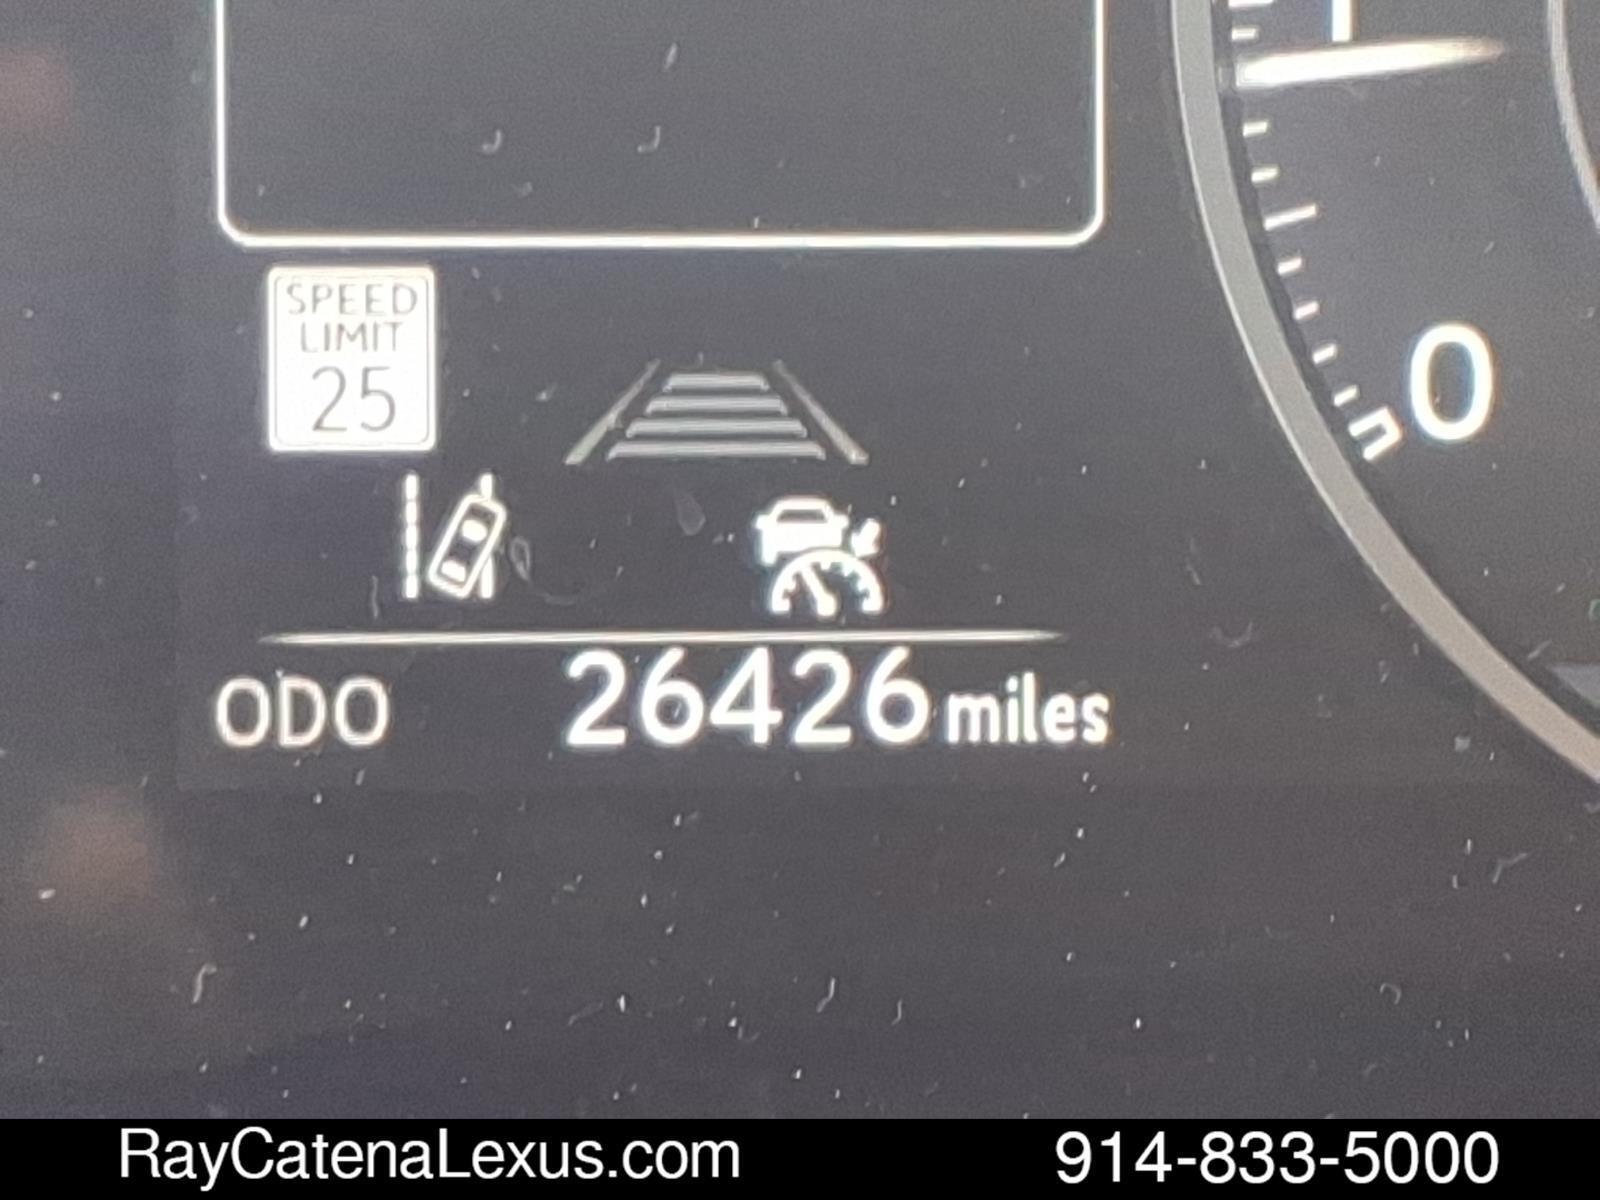 SPEED
LIMIT
25
0
ODO 26426 miles
RayCatenaLexus.com 914-833-5000